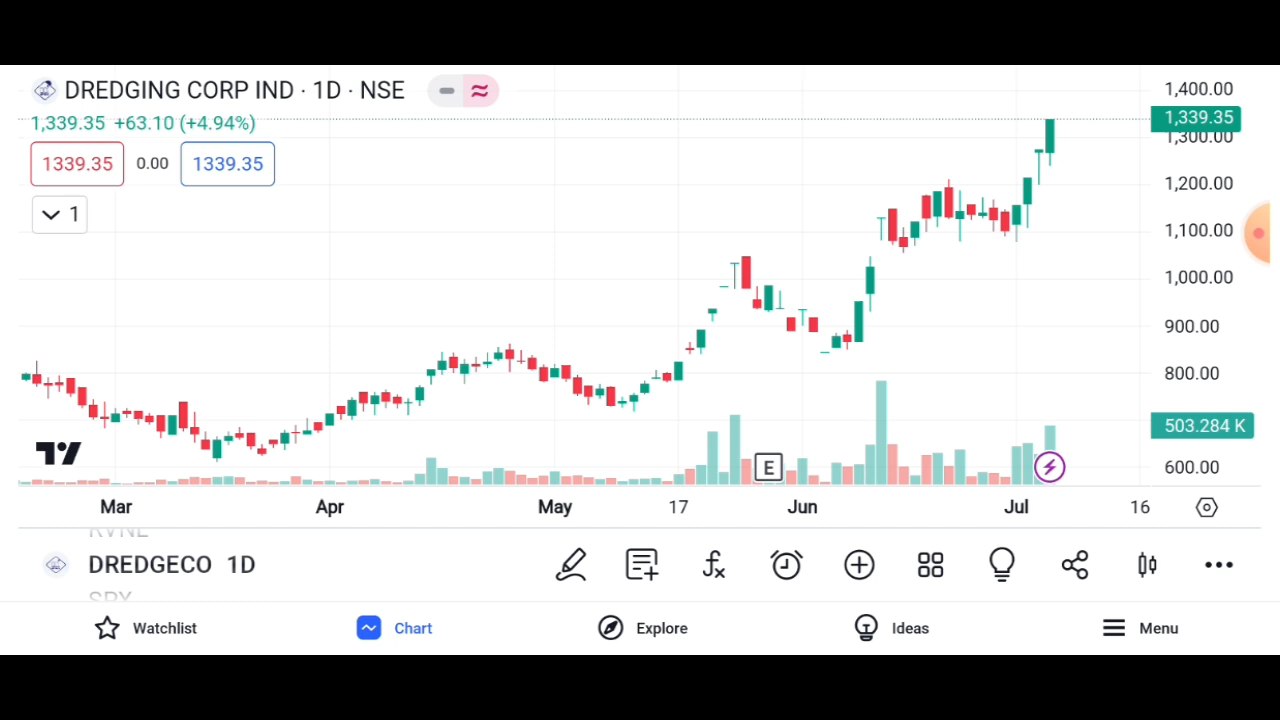 DREDGING CORP IND · 1D · NSE
1,339.35 +63.10 (+4.94%)
1339.35 0.00 1339.35
1
1,400.00
1,339.35
1,300.00
1,200.00
1,100.00
1,000.00
900.00
800.00
503.284 K
600.00
E
Mar Apr May 17 Jun Jul 16
RVNL
DREDGECO 1D
SPX
Watchlist Chart Explore Ideas Menu